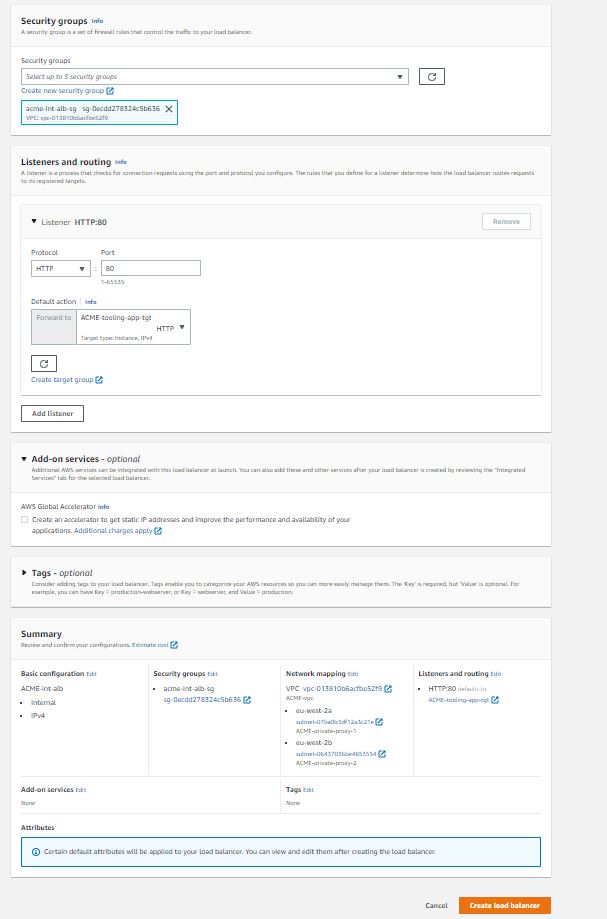 Security groups Info
A security group is a set of firewall rules that control the traffic to your load balancer.
Security groups
Select up to 5 security groups
Create new security group
acme-int-alb-sg sg-0ecdd278324c5b636
VPC: vpc-013810b6acfbe52f9
Listeners and routing Info
A listener is a process that checks for connection requests using the port and protocol you configure. The rules that you define for a listener determine how the load balancer routes requests
to its registered targets.
Listener HTTP:80
Remove
Protocol Port
HTTP : 80
1-65535
Default action Info
Forward to ACME-tooling-app-tgt
HTTP
Target type: Instance, IPv4
Create target group
Add listener
Add-on services - optional
Additional AWS services can be integrated with this load balancer at launch. You can also add these and other services after your load balancer is created by reviewing the "Integrated
Services" tab for the selected load balancer.
AWS Global Accelerator Info
Create an accelerator to get static IP addresses and improve the performance and availability of your
applications. Additional charges apply
Tags - optional
Consider adding tags to your load balancer. Tags enable you to categorize your AWS resources so you can more easily manage them. The 'Key' is required, but 'Value' is optional. For
example, you can have Key = production-webserver, or Key = webserver, and Value = production.
Summary
Review and confirm your configurations. Estimate cost
Basic configuration Edit
ACME-int-alb
• Internal
• IPv4
Security groups Edit
• acme-int-alb-sg
sg-0ecdd278324c5b636
Network mapping Edit
VPC vpc-013810b6acfbe52f9
ACME-vpc
• eu-west-2a
subnet-07ba0b3df12a3c21e
ACME-private-proxy-1
• eu-west-2b
subnet-06437036be4853554
ACME-private-proxy-2
Listeners and routing Edit
• HTTP:80 defaults to
ACME-tooling-app-tgt
Add-on services Edit
None
Tags Edit
None
Attributes
Certain default attributes will be applied to your load balancer. You can view and edit them after creating the load balancer.
Cancel Create load balancer